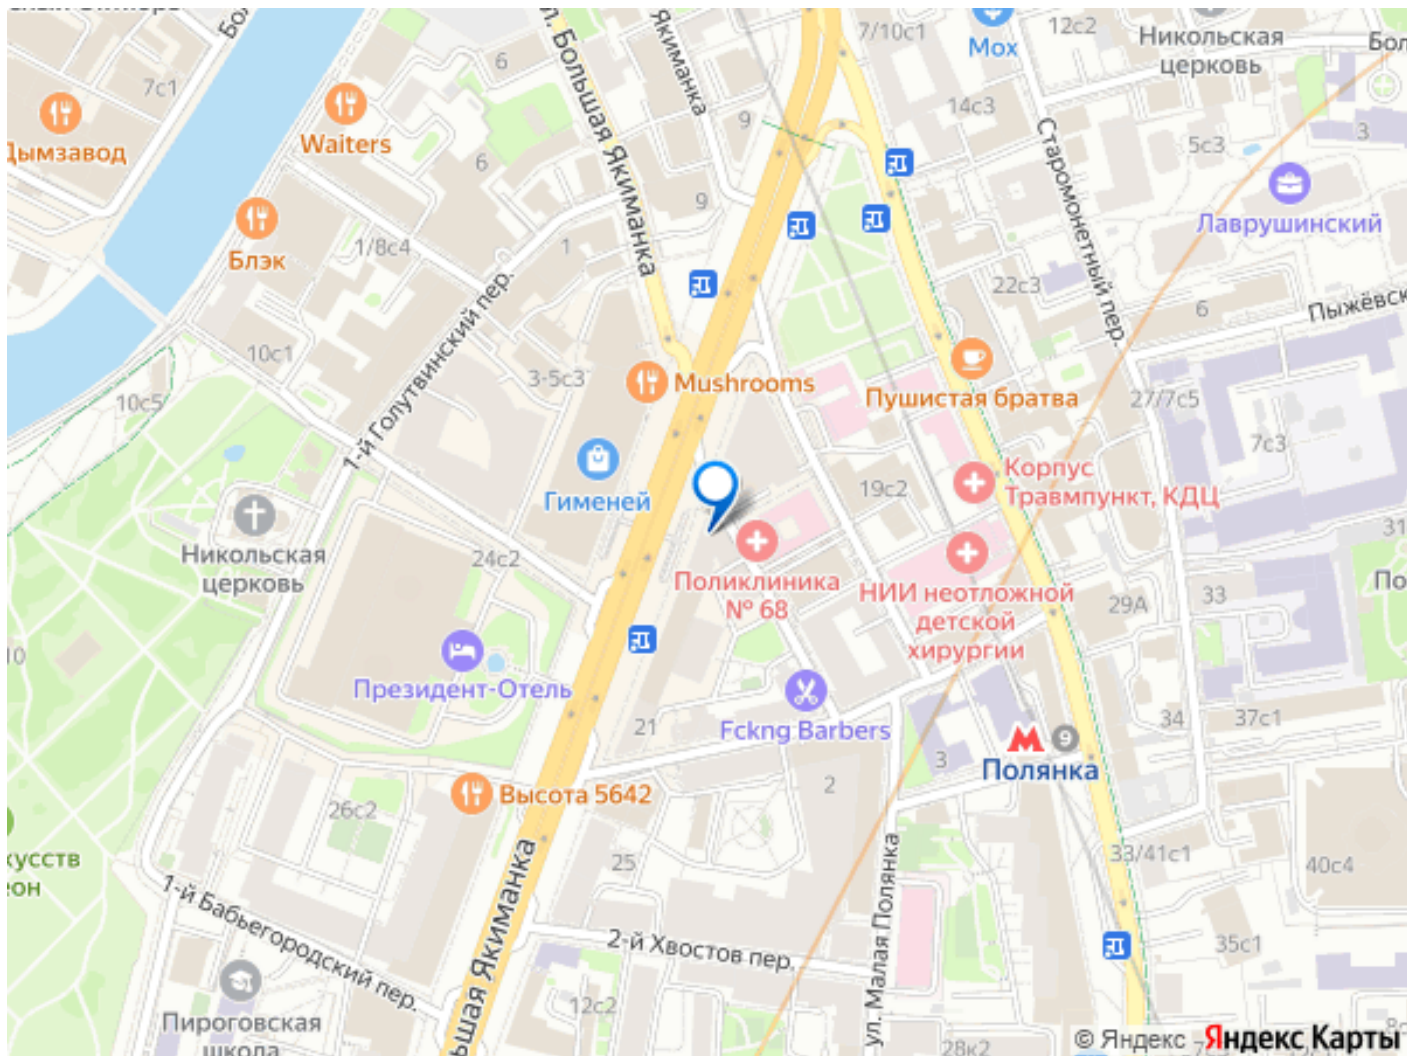 7с1
Дымзавод
6
Waiters
6
ул. Большая Якиманка
Якиманка
9
9
7/10с1
Мох
12с2
Никольская
церковь
14с3
5с3
3
Старомонетный пер.
Лаврушинский
Блэк
1/8с4
1
1-й Голутвинский пер.
22с3
6
10с1
10с5
3-5с3
Mushrooms
Пушистая братва
27/7с5
7с3
Гименей
19с2
Корпус
Травмпункт, КДЦ
Никольская
церковь
24с2
Поликлиника
№ 68
НИИ неотложной
детской
хирургии
29А
33
31
10
Президент-Отель
21
Fckng Barbers
3
Полянка
9
34
37с1
Высота 5642
26с2
2
25
33/41с1
40с4
1-й Бабьегородский пер.
2-й Хвостов пер.
ул. Малая Полянка
35с1
12с2
Пироговская
школа
28к2
© Яндекс Яндекс Карты